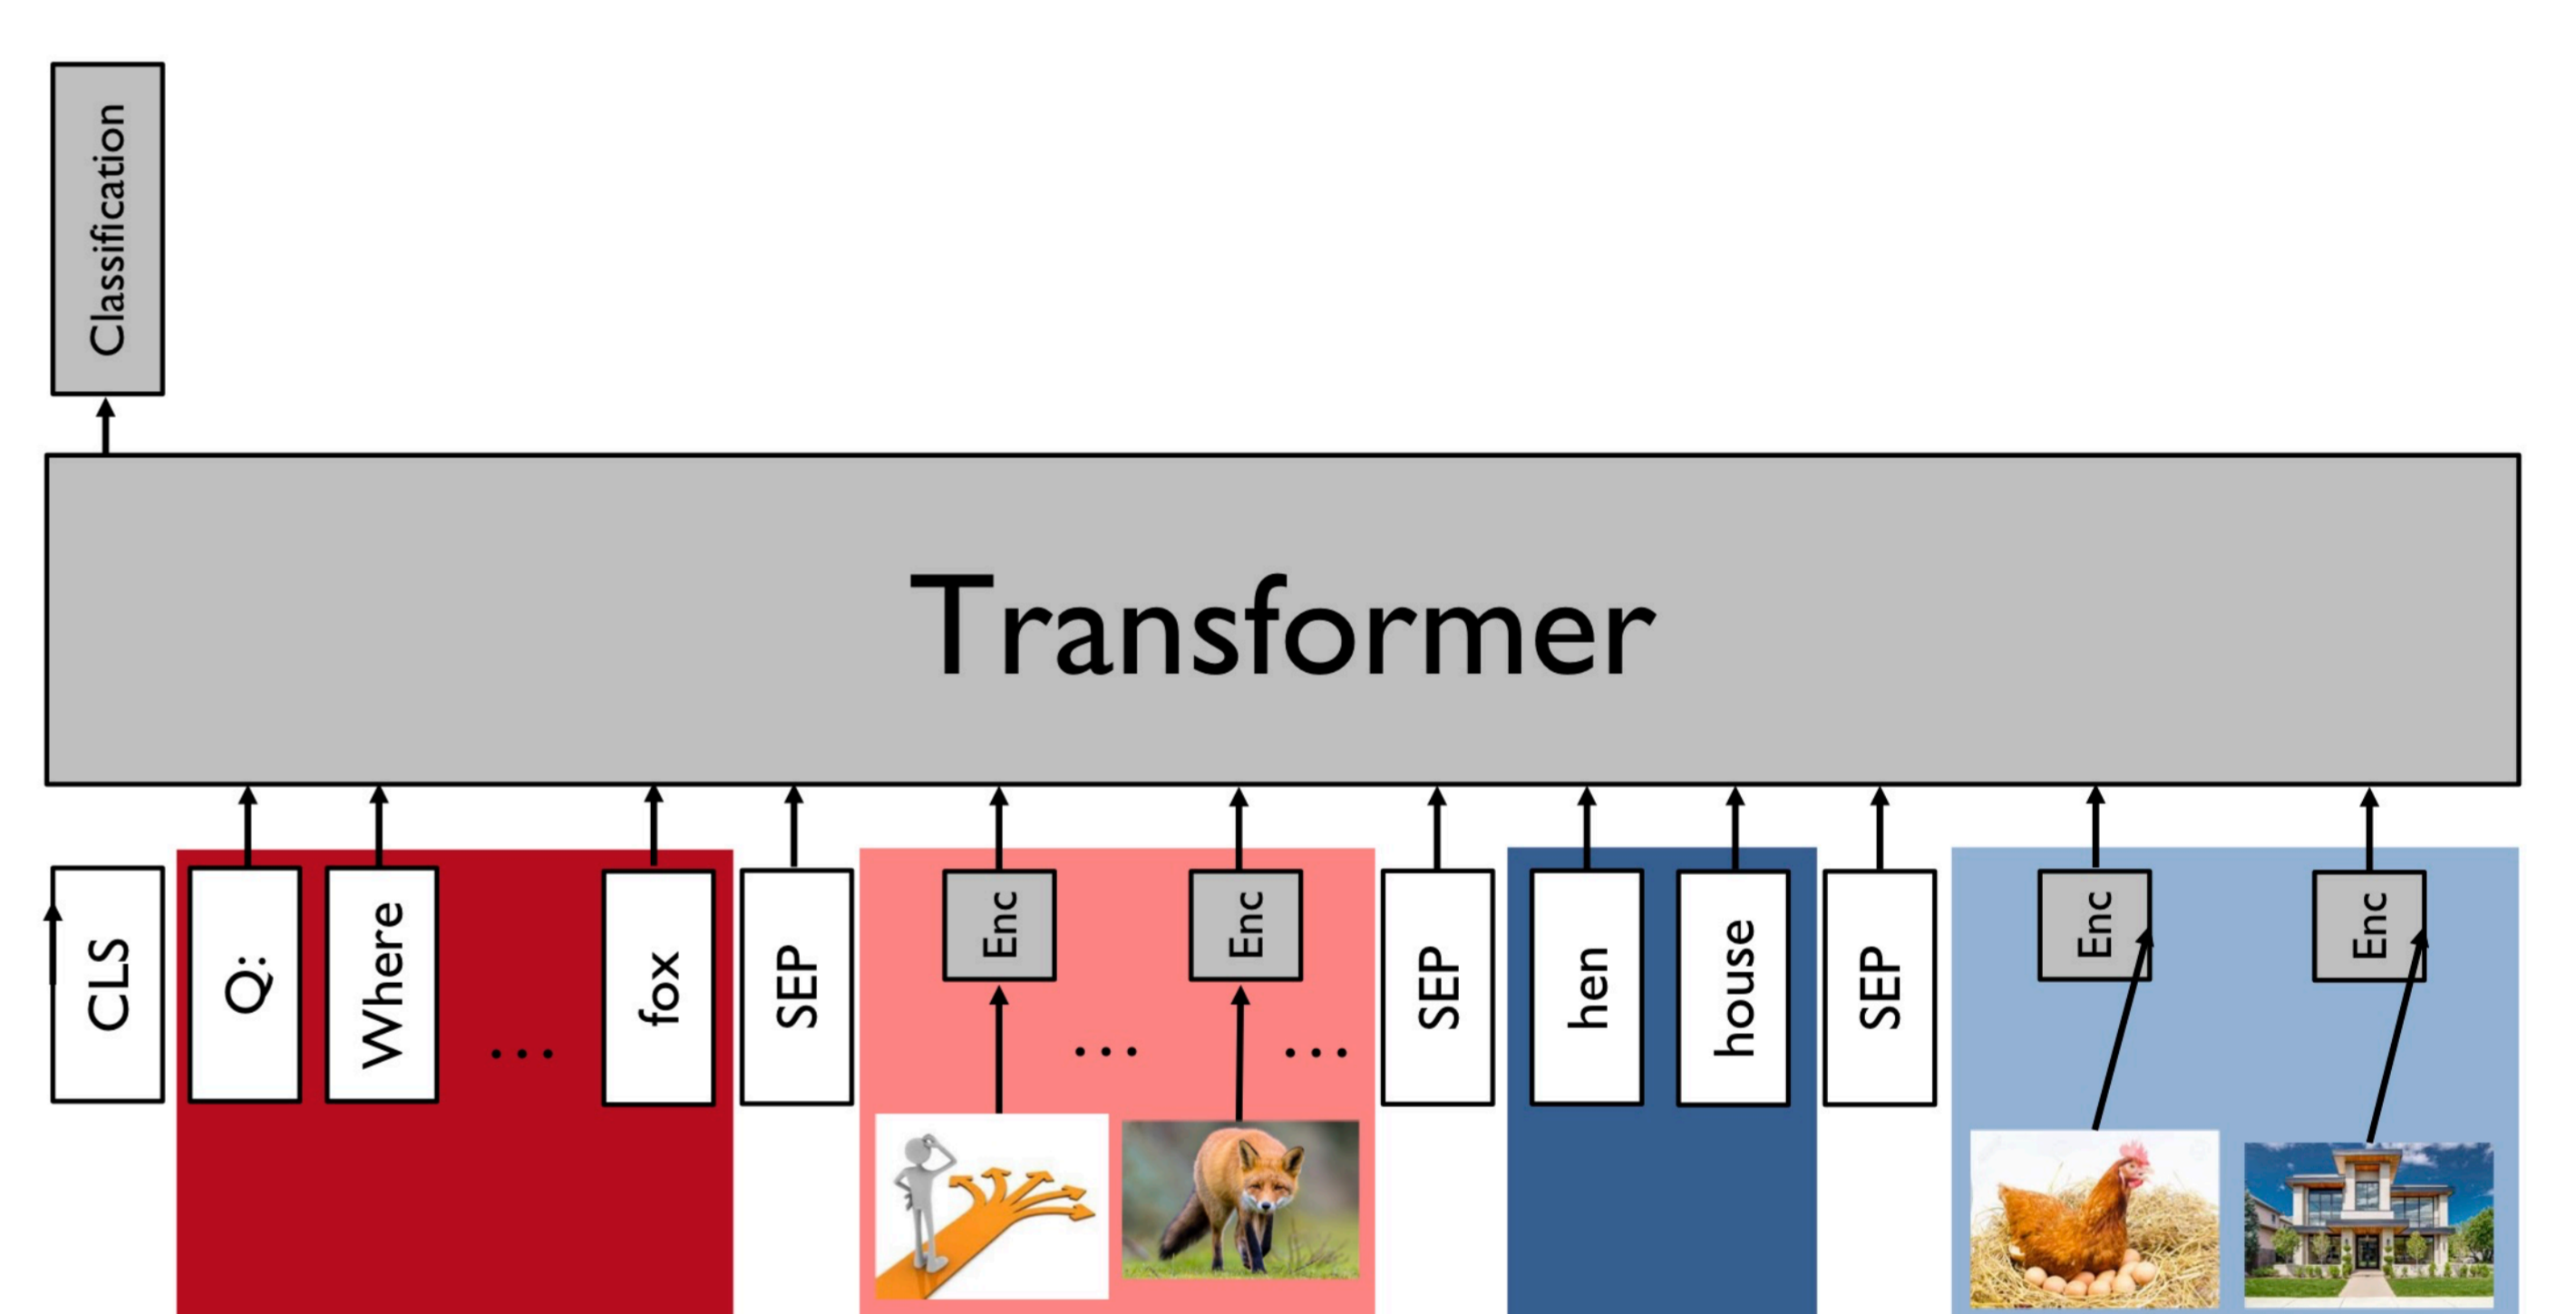 Classification
Transformer
CLS
Q:
Where
...
fox
SEP
Enc
...
Enc
...
SEP
hen
house
SEP
Enc
Enc